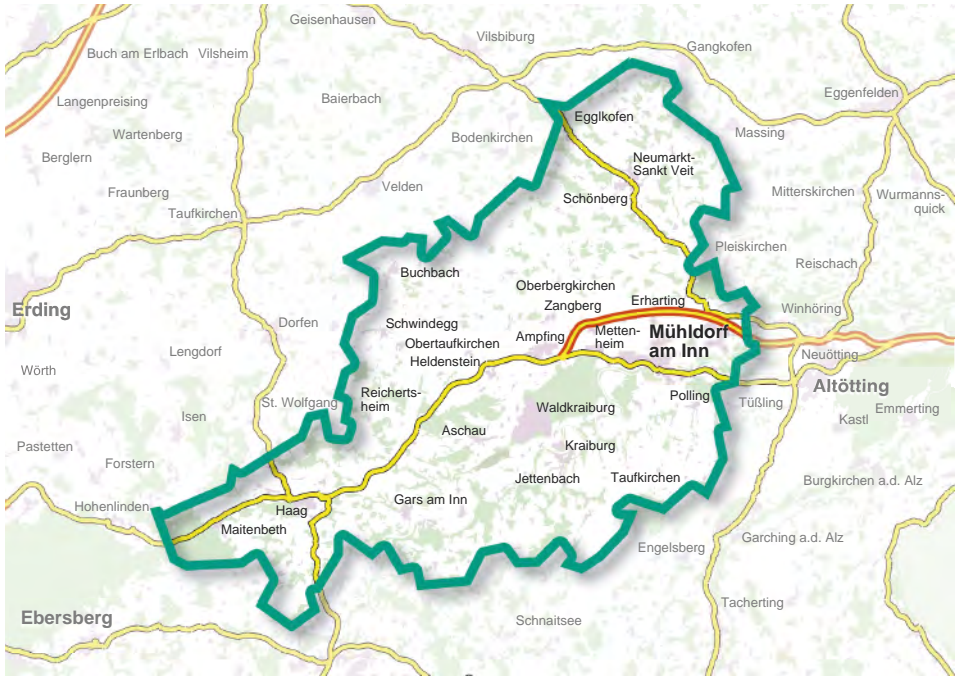 Geisenhausen
Vilsbiburg
Gangkofen
Buch am Erlbach
Vilsheim
Eggenfelden
Langenpreising
Baierbach
Egglkofen
Wartenberg
Bodenkirchen
Massing
Berglern
Neumarkt-
Sankt Veit
Fraunberg
Velden
Schönberg
Mitterskirchen
Wurmanns-
quick
Taufkirchen
Pleiskirchen
Buchbach
Reischach
Oberbergkirchen
Erding
Zangberg
Erharting
Winhöring
Dorfen
Schwindegg
Ampfing
Metten-
heim
Mühldorf
am Inn
Lengdorf
Obertaufkirchen
Heldenstein
Neuötting
Wörth
Altötting
St. Wolfgang
Reicherts-
heim
Polling
Tüßling
Isen
Waldkraiburg
Emmerting
Kastl
Pastetten
Aschau
Kraiburg
Forstern
Jettenbach
Taufkirchen
Burgkirchen a.d. Alz
Hohenlinden
Haag
Gars am Inn
Maitenbeth
Garching a.d. Alz
Engelsberg
Ebersberg
Tacherting
Schnaitsee